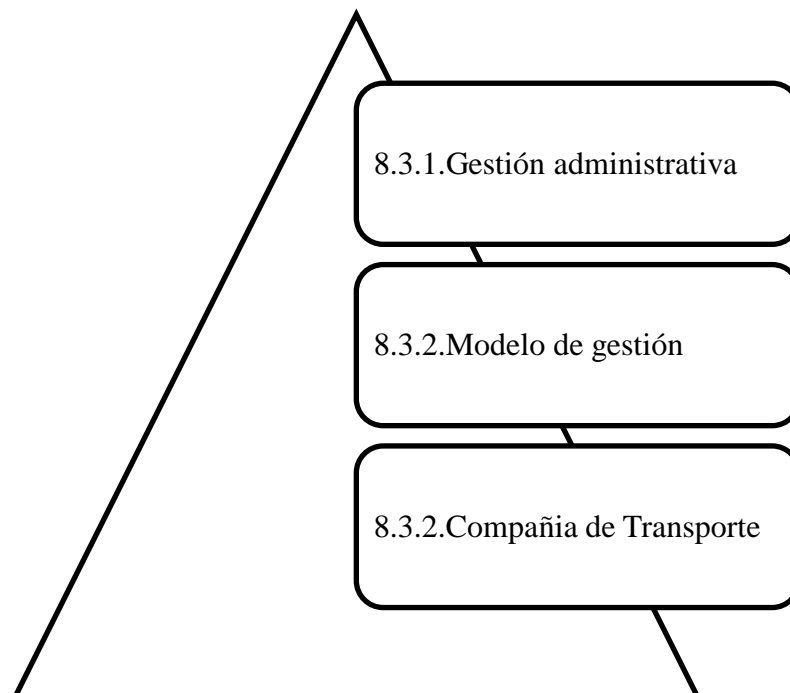 8.3.1.Gestión administrativa
8.3.2.Modelo de gestión
8.3.2.Compañia de Transporte